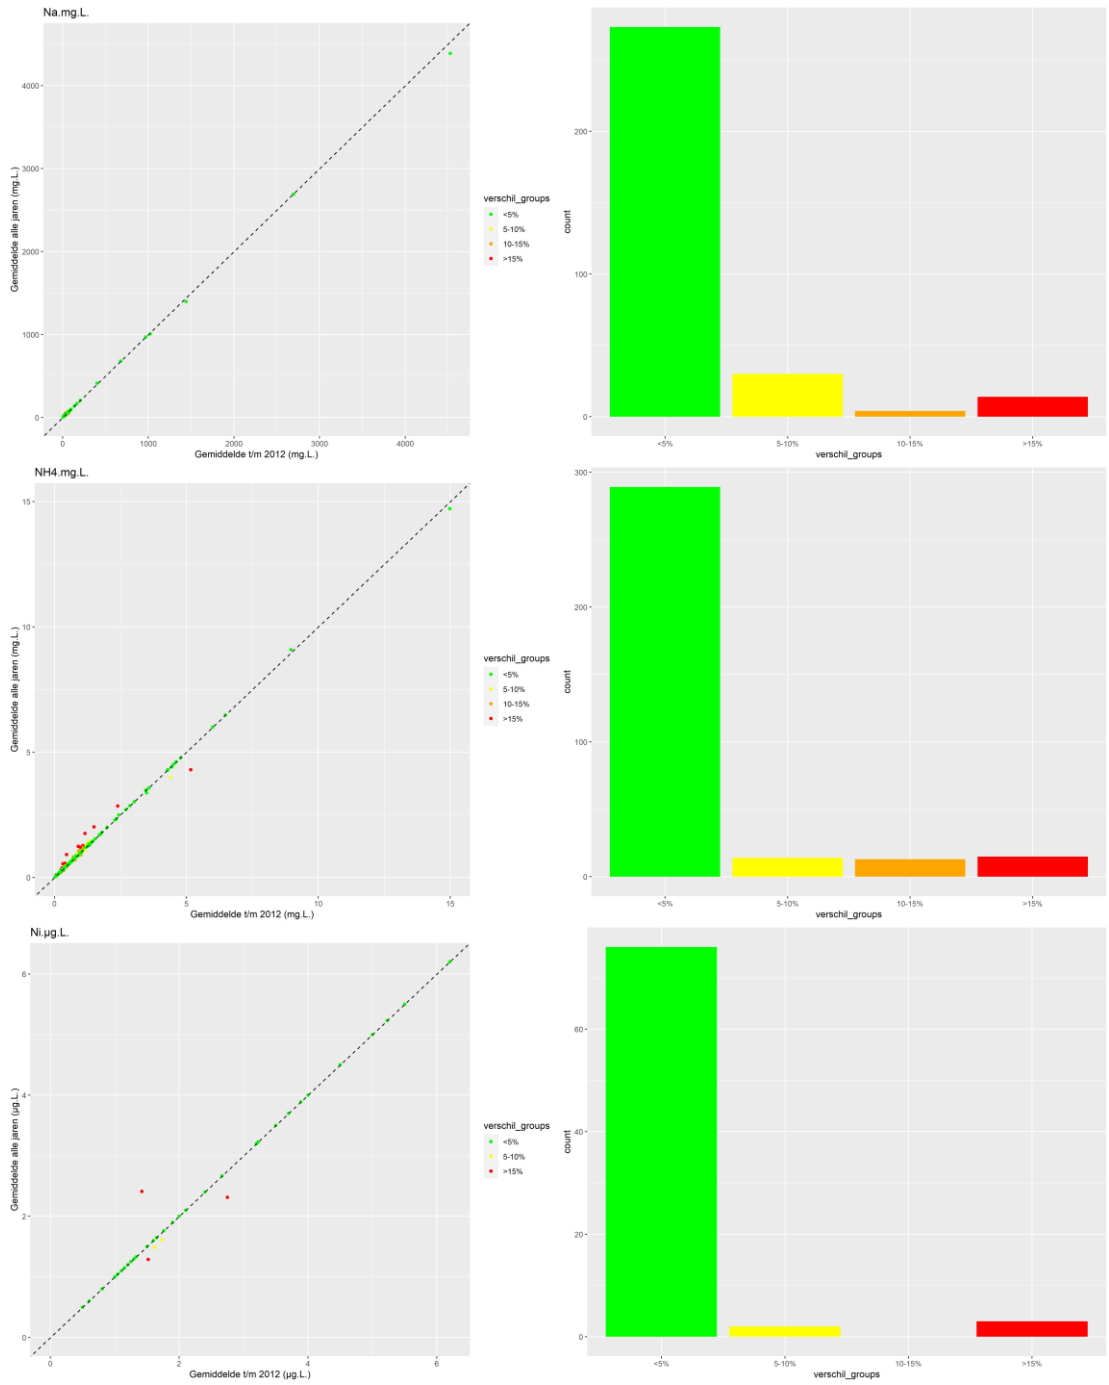 Na.mg.L.
4000
3000
2000
1000
0
0 1000 2000 3000 4000
Gemiddelde t/m 2012 (mg.L.)
Gemiddelde alle jaren (mg.L.)
verschil_groups
<5%
5-10%
10-15%
>15%
200
100
0
count
<5% 5-10% 10-15% >15%
verschil_groups
NH4.mg.L.
15
10
5
0
0 5 10 15
Gemiddelde t/m 2012 (mg.L.)
Gemiddelde alle jaren (mg.L.)
verschil_groups
<5%
5-10%
10-15%
>15%
300
200
100
0
count
<5% 5-10% 10-15% >15%
verschil_groups
Ni.µg.L.
6
4
2
0
0 2 4 6
Gemiddelde t/m 2012 (µg.L.)
Gemiddelde alle jaren (µg.L.)
verschil_groups
<5%
5-10%
>15%
60
40
20
0
count
<5% 5-10% 10-15% >15%
verschil_groups